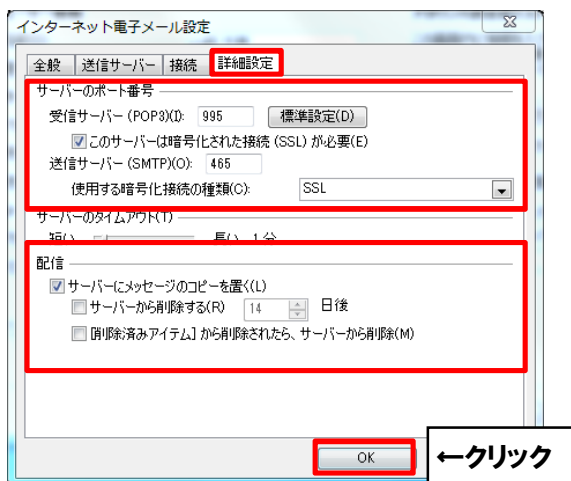 インターネット電子メール設定
全般 送信サーバー 接続 詳細設定
サーバーのポート番号
受信サーバー (POP3)(I): 995 標準設定(D)
このサーバーは暗号化された接続 (SSL) が必要(E)
送信サーバー (SMTP)(O): 465
使用する暗号化接続の種類(C): SSL
サーバーのタイムアウト(T)
短い 長い 1 分
配信
サーバーにメッセージのコピーを置く(L)
サーバーから削除する(R) 14 日後
[削除済みアイテム] から削除されたら、サーバーから削除(M)
OK ←クリック